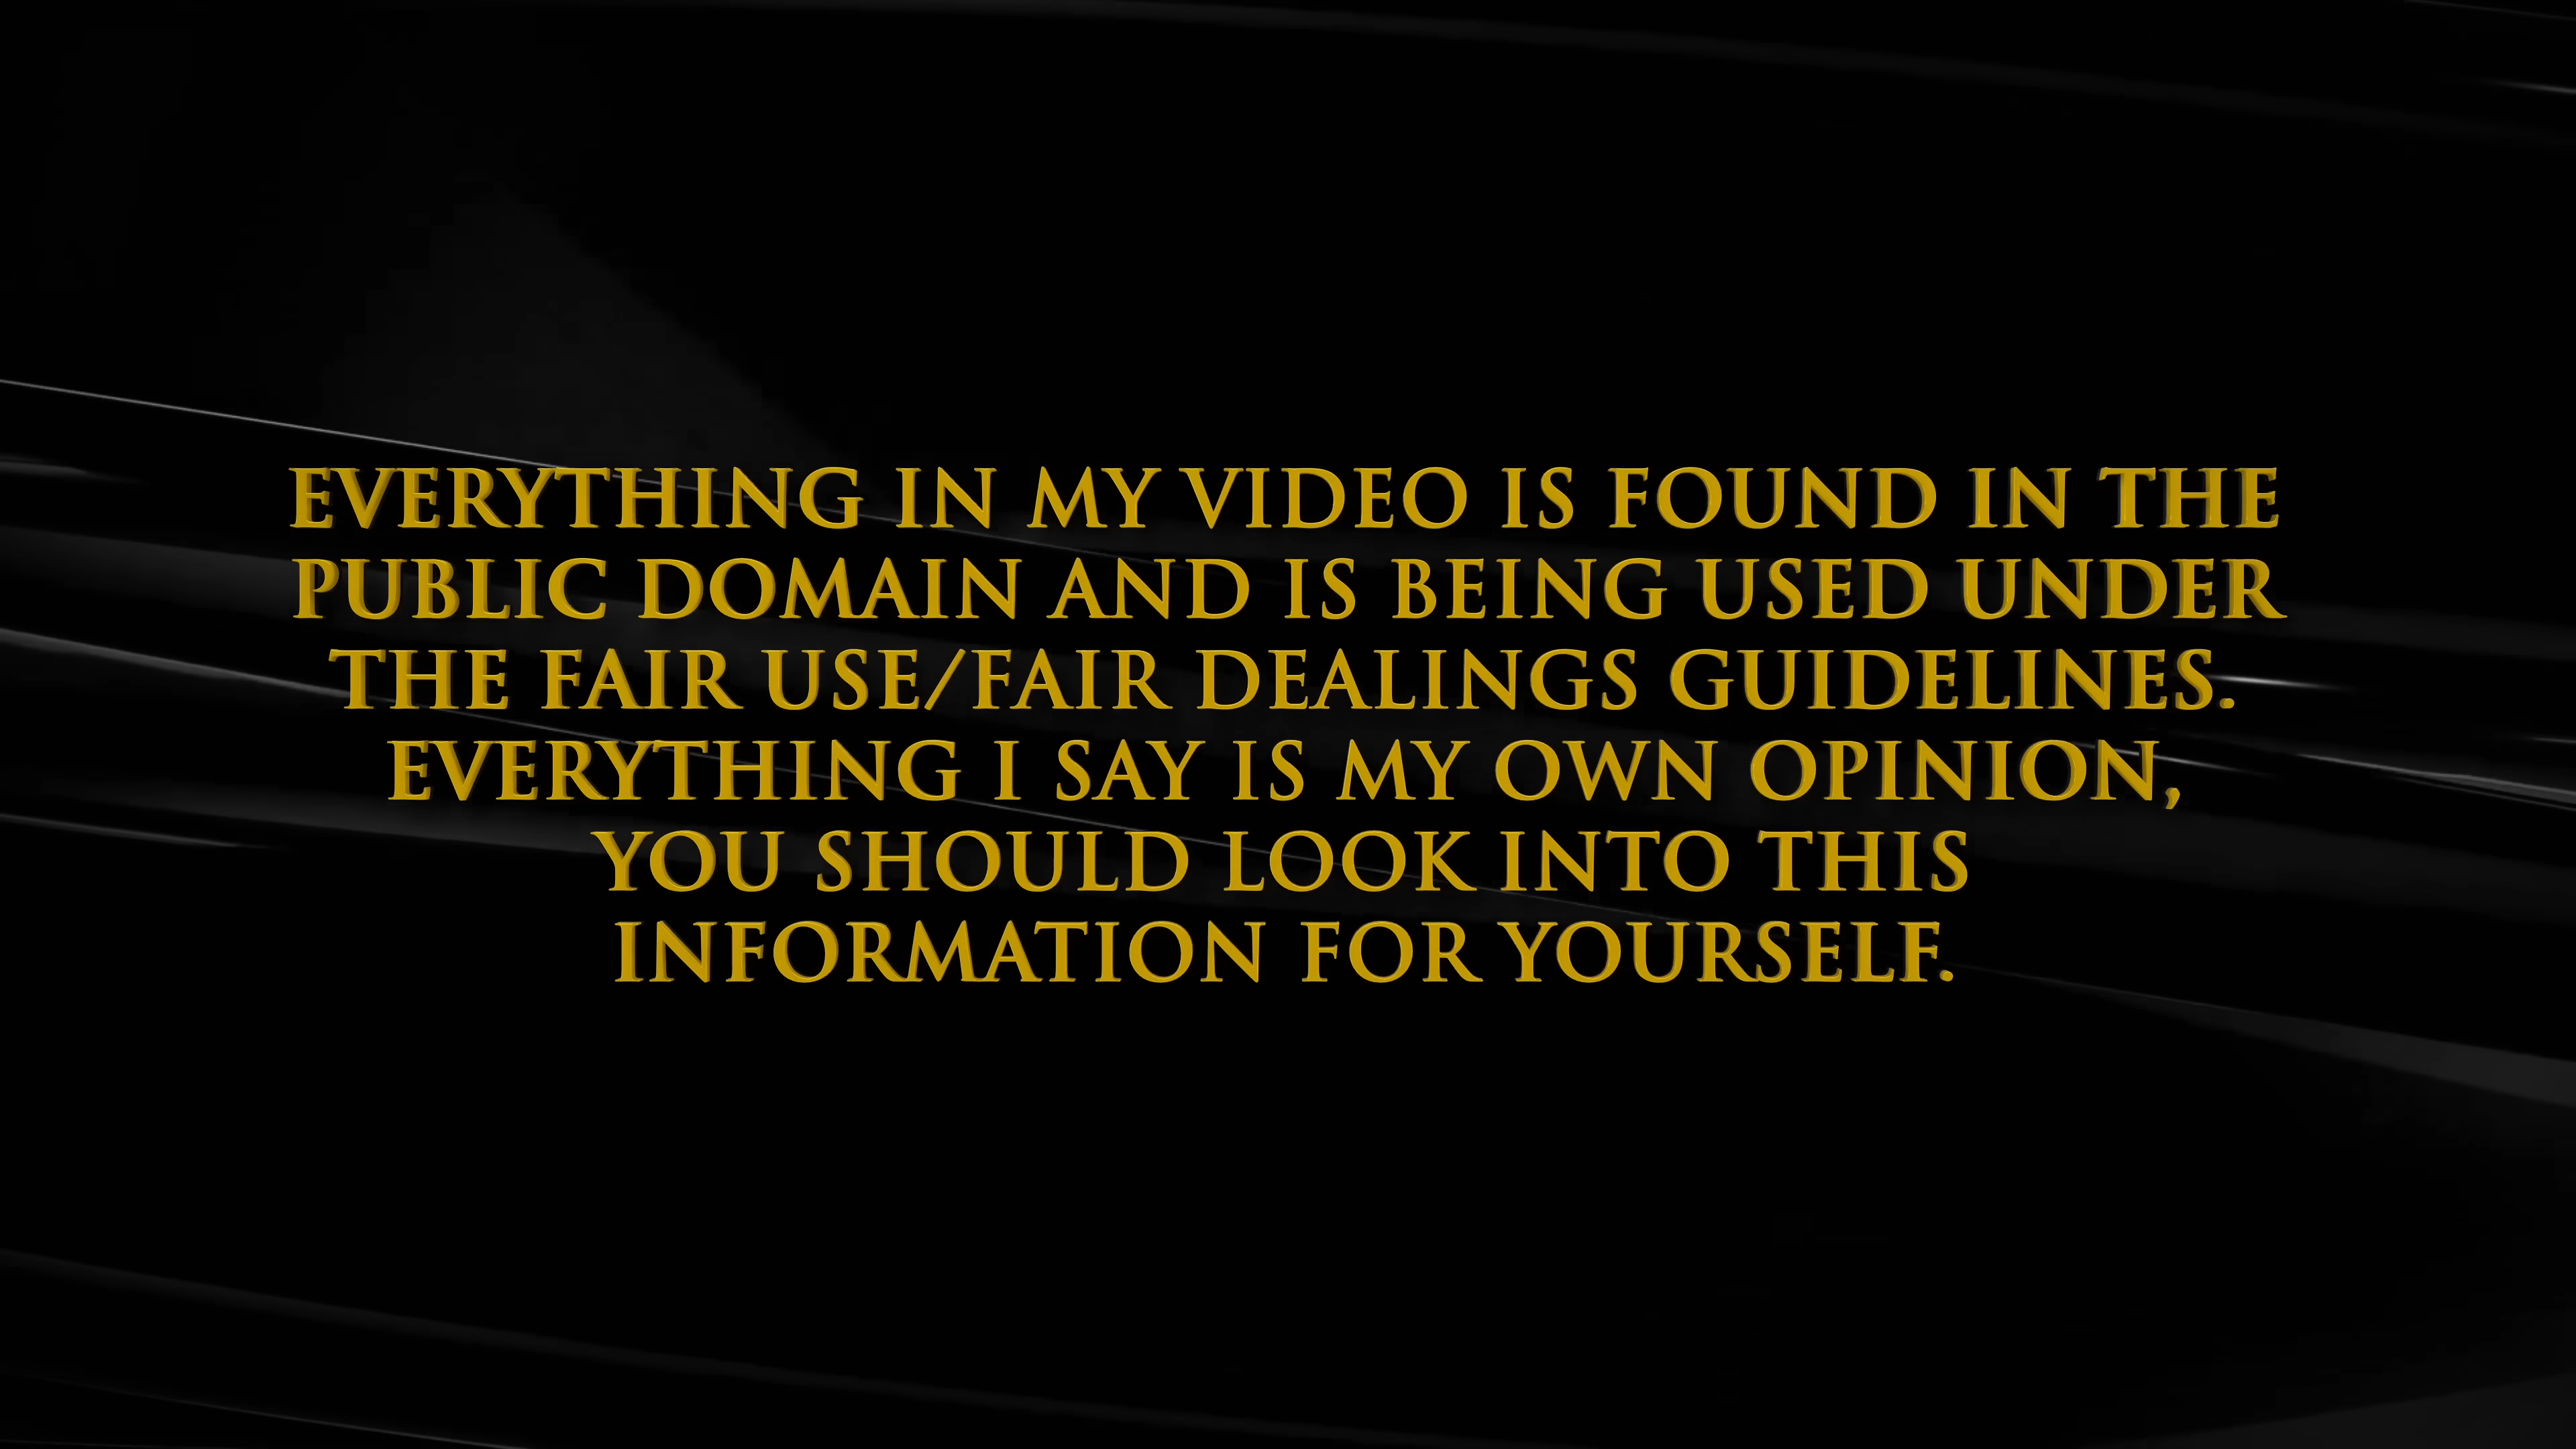 EVERYTHING IN MY VIDEO IS FOUND IN THE
PUBLIC DOMAIN AND IS BEING USED UNDER
THE FAIR USE/FAIR DEALINGS GUIDELINES.
EVERYTHING I SAY IS MY OWN OPINION,
YOU SHOULD LOOK INTO THIS
INFORMATION FOR YOURSELF.